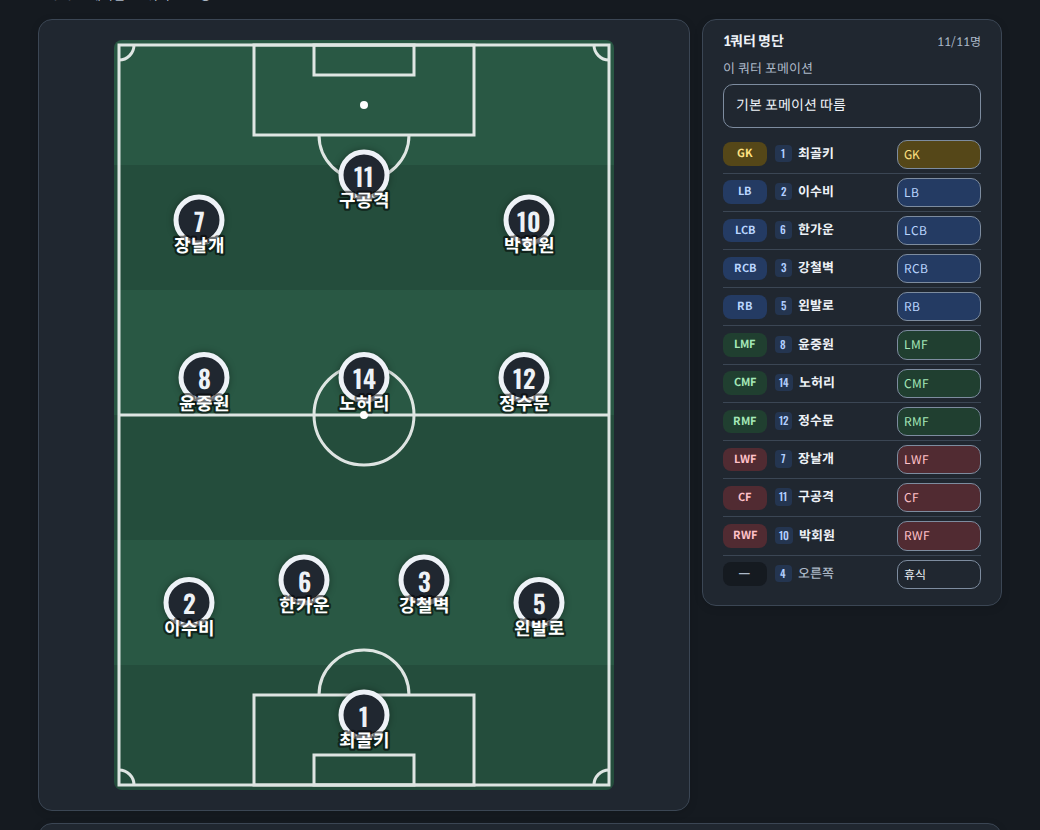 11
구공격
7
장날개
10
박회원
8
윤중원
14
노허리
12
정수문
6
한가운
3
강철벽
2
이수비
5
왼발로
1
최골키
1쿼터 명단 11/11명
이 쿼터 포메이션
기본 포메이션 따름
GK 1 최골키 GK
LB 2 이수비 LB
LCB 6 한가운 LCB
RCB 3 강철벽 RCB
RB 5 왼발로 RB
LMF 8 윤중원 LMF
CMF 14 노허리 CMF
RMF 12 정수문 RMF
LWF 7 장날개 LWF
CF 11 구공격 CF
RWF 10 박회원 RWF
— 4 오른쪽 휴식